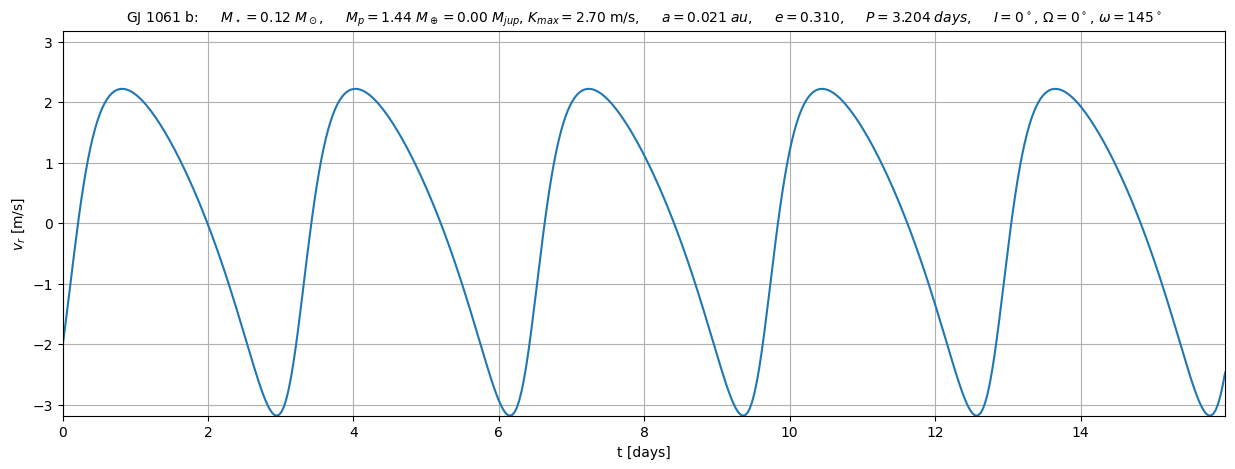 GJ 1061 b: M⋆ = 0.12 M⊙, Mp = 1.44 M⊕ = 0.00 Mjup, Kmax = 2.70 m/s, a = 0.021 au, e = 0.310, P = 3.204 days, I = 0°, Ω = 0°, ω = 145°
3
2
1
0
−1
−2
−3
vr [m/s]
0 2 4 6 8 10 12 14
t [days]